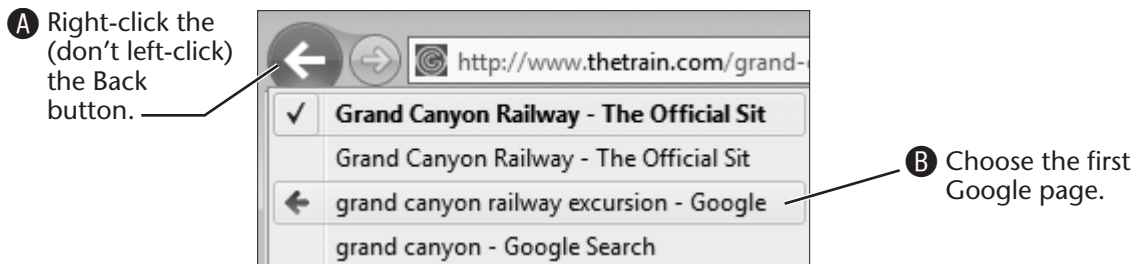 A Right-click the
(don’t left-click)
the Back
button.
http://www.thetrain.com/grand-
Grand Canyon Railway - The Official Sit
Grand Canyon Railway - The Official Sit
grand canyon railway excursion - Google
grand canyon - Google Search
B Choose the first
Google page.